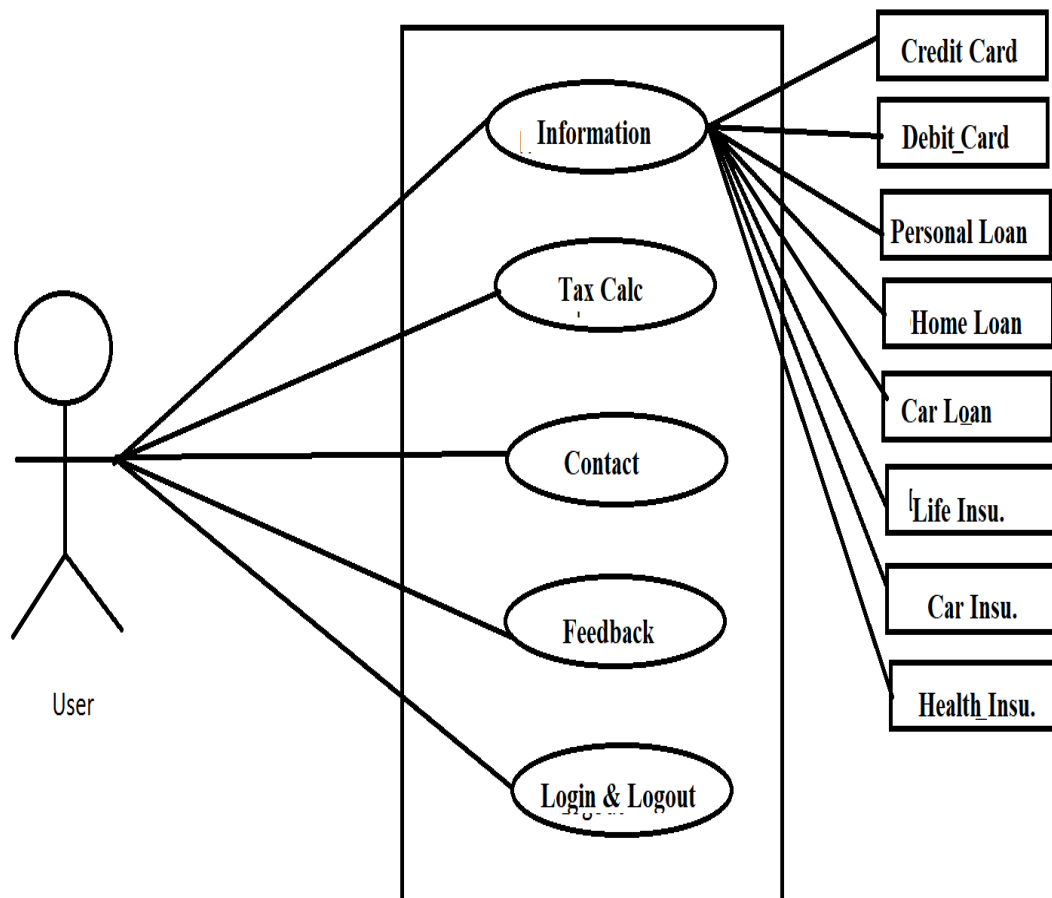 Credit Card
Information
Debit_Card
Personal Loan
Tax Calc
Home Loan
Car Loan
Contact
Life Insu.
Car Insu.
Feedback
Health_Insu.
User
Login & Logout